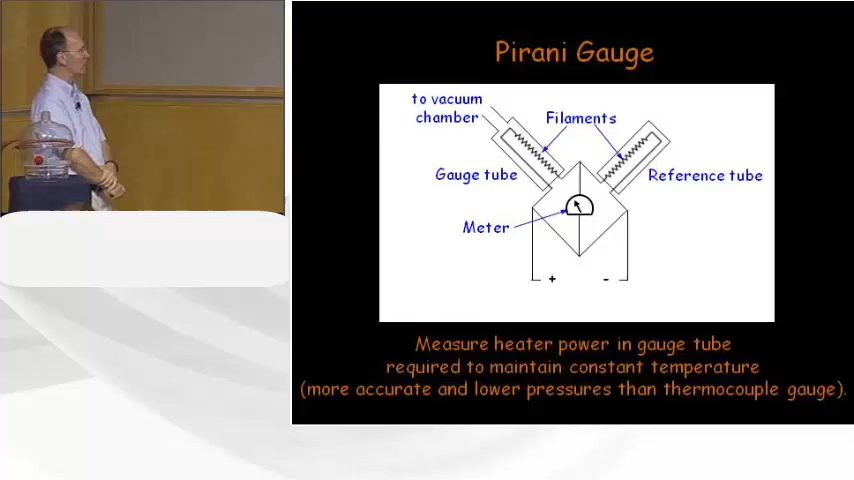 Pirani Gauge
to vacuum
chamber
Filaments
Gauge tube
Reference tube
Meter
+ -
Measure heater power in gauge tube
required to maintain constant temperature
(more accurate and lower pressures than thermocouple gauge).